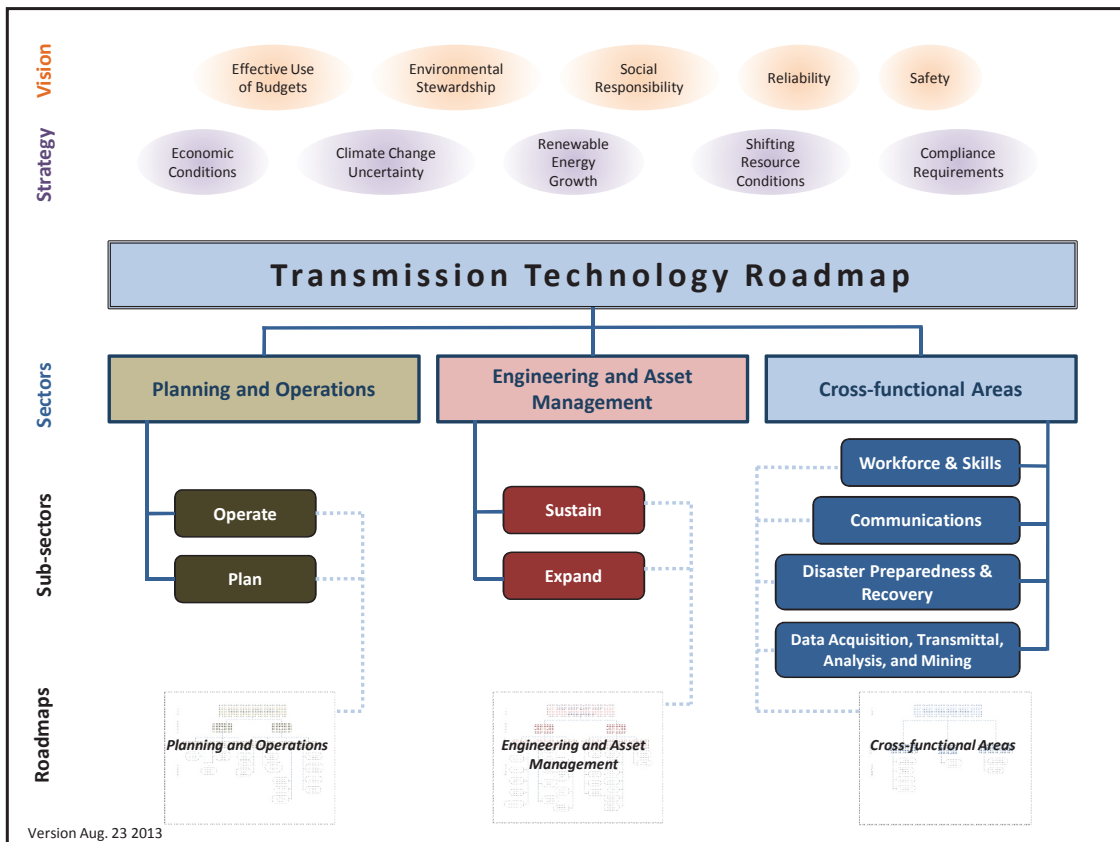 Vision
Effective Use
of Budgets
Environmental
Stewardship
Social
Responsibility
Reliability
Safety
Strategy
Economic
Conditions
Climate Change
Uncertainty
Renewable
Energy
Growth
Shifting
Resource
Conditions
Compliance
Requirements
Transmission Technology Roadmap
Sectors
Planning and Operations
Engineering and Asset
Management
Cross-functional Areas
Sub-sectors
Operate
Plan
Sustain
Expand
Workforce & Skills
Communications
Disaster Preparedness &
Recovery
Data Acquisition, Transmittal,
Analysis, and Mining
Roadmaps
Planning and Operations
Engineering and Asset
Management
Cross-functional Areas
Version Aug. 23 2013